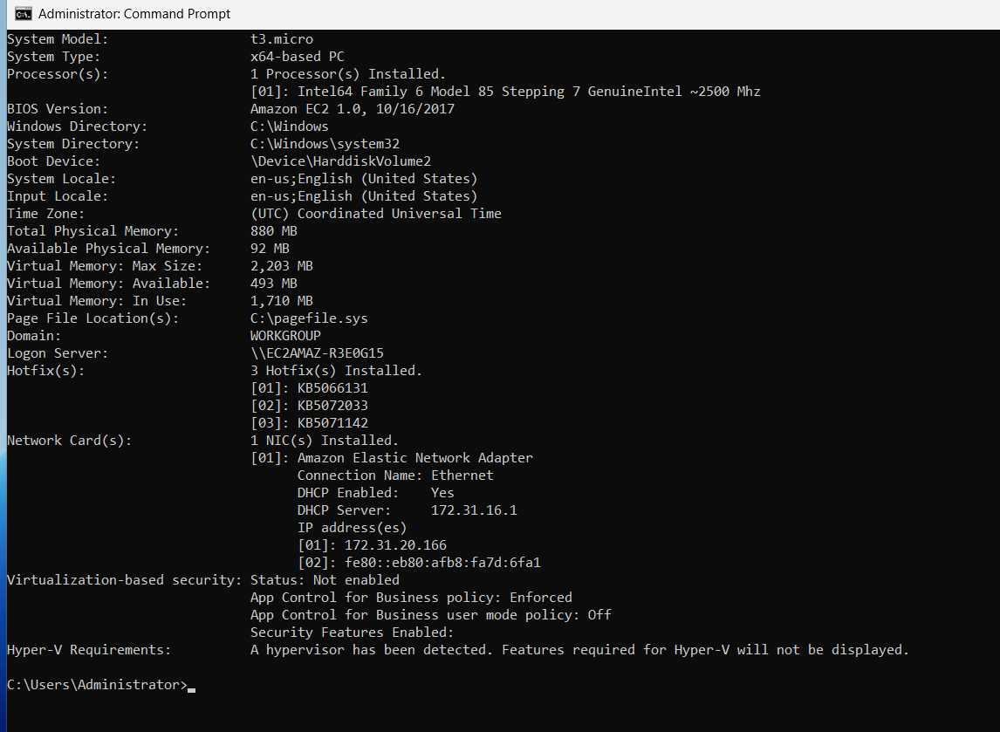 Administrator: Command Prompt
System Model:                  t3.micro
System Type:                   x64-based PC
Processor(s):                  1 Processor(s) Installed.
                               [01]: Intel64 Family 6 Model 85 Stepping 7 GenuineIntel ~2500 Mhz
BIOS Version:                  Amazon EC2 1.0, 10/16/2017
Windows Directory:             C:\Windows
System Directory:              C:\Windows\system32
Boot Device:                   \Device\HarddiskVolume2
System Locale:                 en-us;English (United States)
Input Locale:                  en-us;English (United States)
Time Zone:                     (UTC) Coordinated Universal Time
Total Physical Memory:         880 MB
Available Physical Memory:     92 MB
Virtual Memory: Max Size:      2,203 MB
Virtual Memory: Available:     493 MB
Virtual Memory: In Use:        1,710 MB
Page File Location(s):         C:\pagefile.sys
Domain:                        WORKGROUP
Logon Server:                  \\EC2AMAZ-R3E0G15
Hotfix(s):                     3 Hotfix(s) Installed.
                               [01]: KB5066131
                               [02]: KB5072033
                               [03]: KB5071142
Network Card(s):               1 NIC(s) Installed.
                               [01]: Amazon Elastic Network Adapter
                                     Connection Name: Ethernet
                                     DHCP Enabled:    Yes
                                     DHCP Server:     172.31.16.1
                                     IP address(es)
                                     [01]: 172.31.20.166
                                     [02]: fe80::eb80:afb8:fa7d:6fa1
Virtualization-based security: Status: Not enabled
                               App Control for Business policy: Enforced
                               App Control for Business user mode policy: Off
                               Security Features Enabled:
Hyper-V Requirements:          A hypervisor has been detected. Features required for Hyper-V will not be displayed.
C:\Users\Administrator>